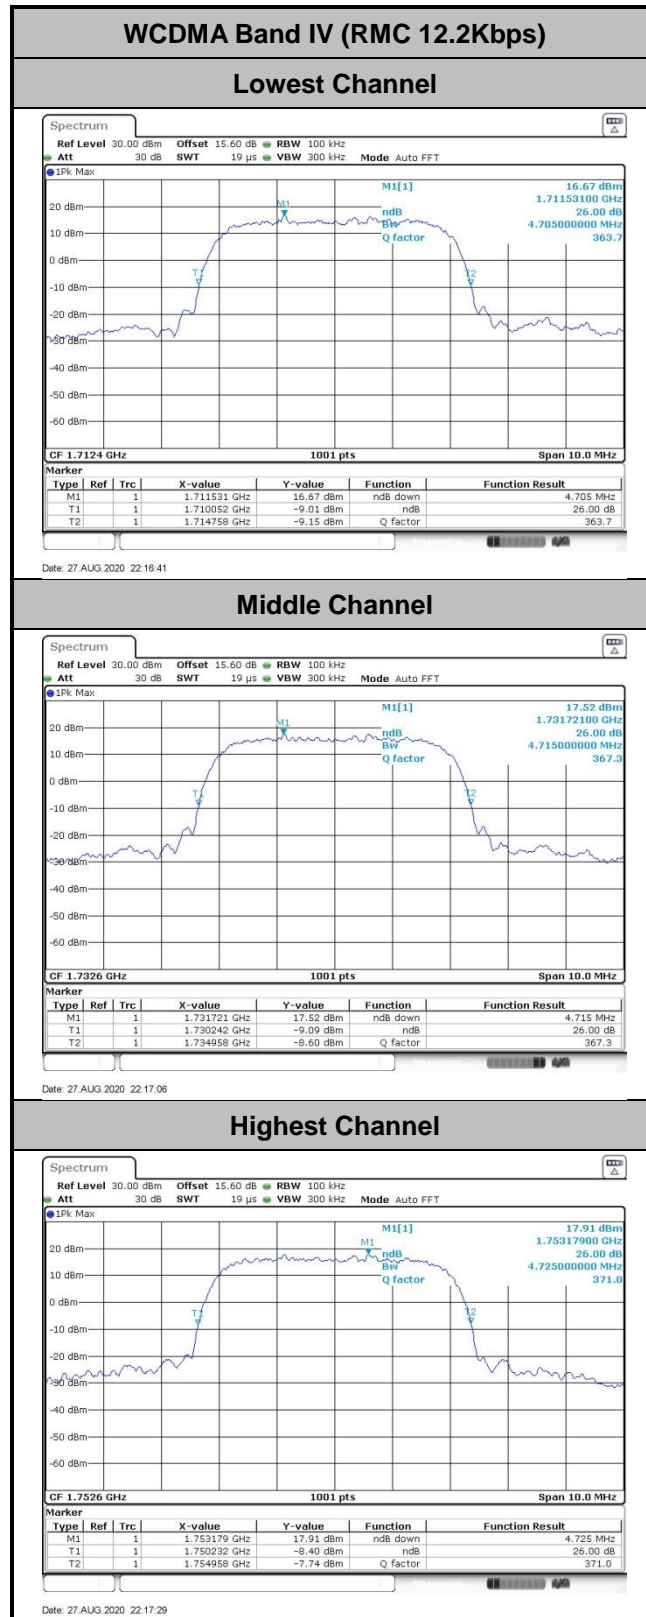 WCDMA Band IV (RMC 12.2Kbps)
Lowest Channel
Spectrum
Ref Level 30.00 dBm Offset 15.60 dB RBW 100 kHz
Att 30 dB SWT 19 µs VBW 300 kHz Mode Auto FFT
1Pk Max
M1[1] 16.67 dBm
1.71153100 GHz
ndB 26.00 dB
Bw 4.705000000 MHz
Q factor 363.7
M1
T1
T2
20 dBm
10 dBm
0 dBm
-10 dBm
-20 dBm
-30 dBm
-40 dBm
-50 dBm
-60 dBm
CF 1.7124 GHz 1001 pts Span 10.0 MHz
Marker
Type Ref Trc X-value Y-value Function Function Result
M1 1 1.711531 GHz 16.67 dBm ndB down 4.705 MHz
T1 1 1.710052 GHz -9.01 dBm ndB 26.00 dB
T2 1 1.714758 GHz -9.15 dBm Q factor 363.7
Date: 27.AUG.2020 22:16:41
Middle Channel
Spectrum
Ref Level 30.00 dBm Offset 15.60 dB RBW 100 kHz
Att 30 dB SWT 19 µs VBW 300 kHz Mode Auto FFT
1Pk Max
M1[1] 17.52 dBm
1.73172100 GHz
ndB 26.00 dB
Bw 4.715000000 MHz
Q factor 367.3
M1
T1
T2
20 dBm
10 dBm
0 dBm
-10 dBm
-20 dBm
-30 dBm
-40 dBm
-50 dBm
-60 dBm
CF 1.7326 GHz 1001 pts Span 10.0 MHz
Marker
Type Ref Trc X-value Y-value Function Function Result
M1 1 1.731721 GHz 17.52 dBm ndB down 4.715 MHz
T1 1 1.730242 GHz -9.09 dBm ndB 26.00 dB
T2 1 1.734958 GHz -8.60 dBm Q factor 367.3
Date: 27.AUG.2020 22:17:06
Highest Channel
Spectrum
Ref Level 30.00 dBm Offset 15.60 dB RBW 100 kHz
Att 30 dB SWT 19 µs VBW 300 kHz Mode Auto FFT
1Pk Max
M1[1] 17.91 dBm
1.75317900 GHz
ndB 26.00 dB
Bw 4.725000000 MHz
Q factor 371.0
M1
T1
T2
20 dBm
10 dBm
0 dBm
-10 dBm
-20 dBm
-30 dBm
-40 dBm
-50 dBm
-60 dBm
CF 1.7526 GHz 1001 pts Span 10.0 MHz
Marker
Type Ref Trc X-value Y-value Function Function Result
M1 1 1.753179 GHz 17.91 dBm ndB down 4.725 MHz
T1 1 1.750232 GHz -8.40 dBm ndB 26.00 dB
T2 1 1.754958 GHz -7.74 dBm Q factor 371.0
Date: 27.AUG.2020 22:17:29